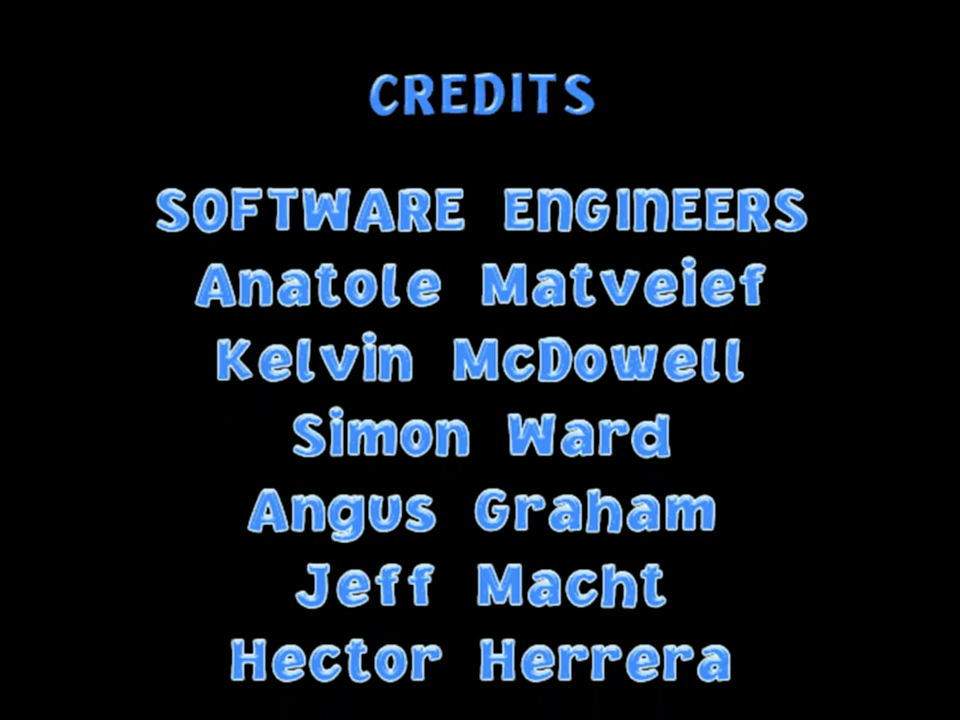 CREDITS
SOFTWARE ENGINEERS
Anatole Matveief
Kelvin McDowell
Simon Ward
Angus Graham
Jeff Macht
Hector Herrera